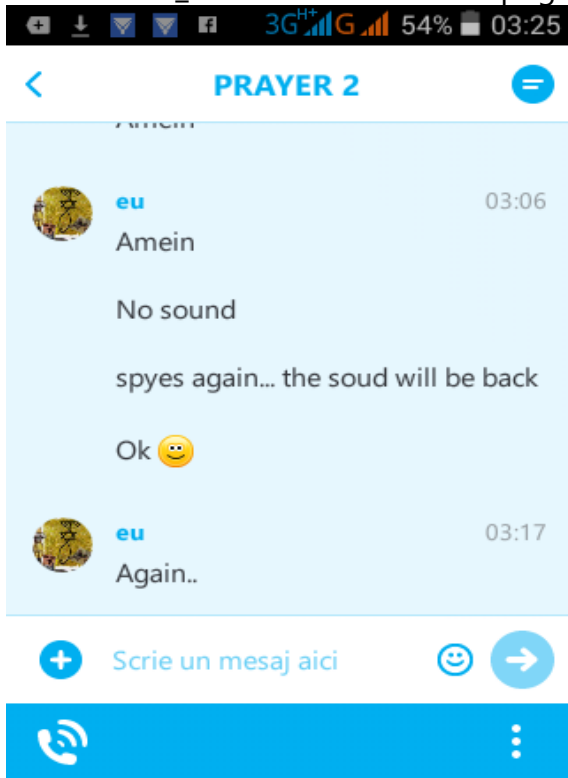 3G H+ G 54% 03:25
PRAYER 2
Amein
eu 03:06
Amein
No sound
spyes again... the soud will be back
Ok
eu 03:17
Again..
Scrie un mesaj aici